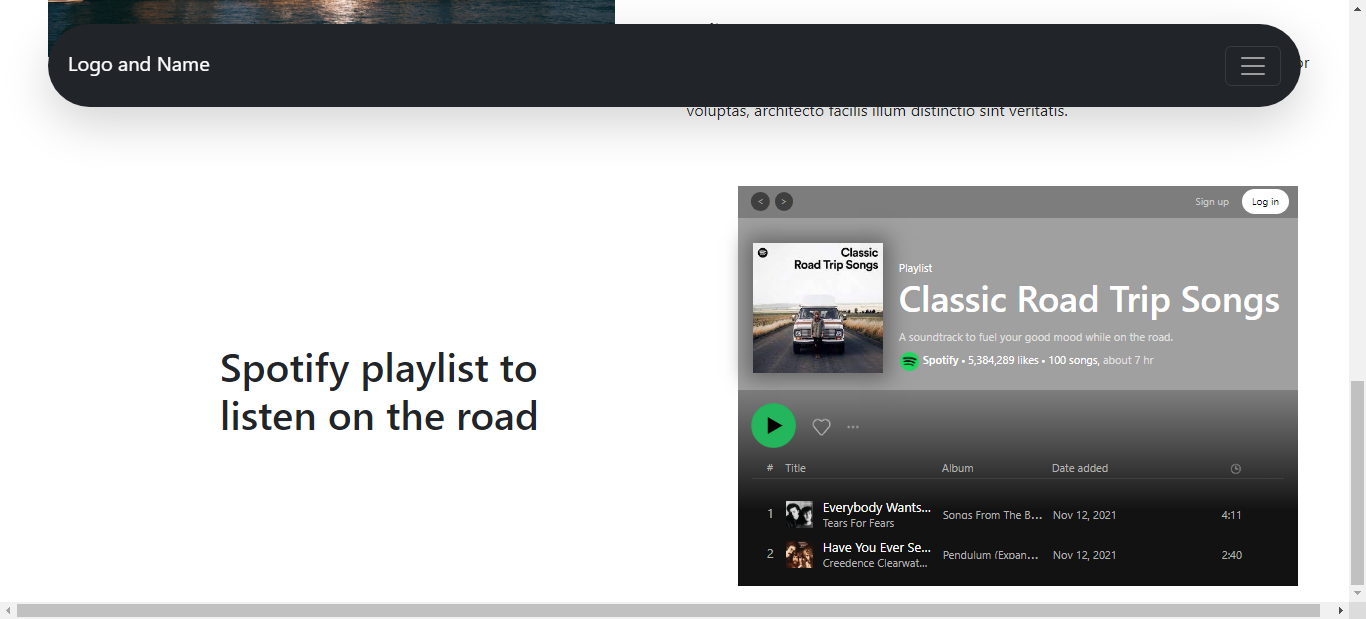 Logo and Name
or
voluptas, architecto facilis illum distinctio sint veritatis.
Spotify playlist to
listen on the road
< >
Sign up
Log in
Classic
Road Trip Songs
Playlist
Classic Road Trip Songs
A soundtrack to fuel your good mood while on the road.
Spotify • 5,384,289 likes • 100 songs, about 7 hr
# Title Album Date added
1 Everybody Wants... Songs From The B... Nov 12, 2021 4:11
Tears For Fears
2 Have You Ever Se... Pendulum (Expan... Nov 12, 2021 2:40
Creedence Clearwat...